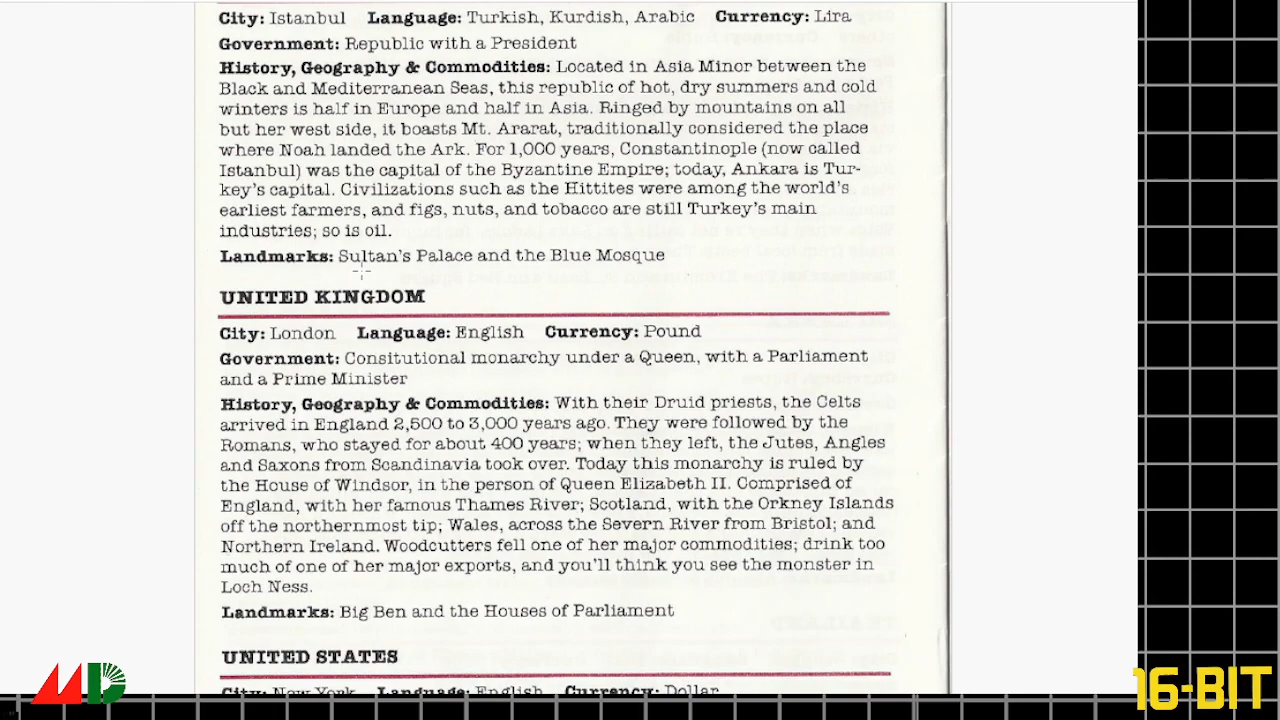 City: Istanbul Language: Turkish, Kurdish, Arabic Currency: Lira
Government: Republic with a President
History, Geography & Commodities: Located in Asia Minor between the
Black and Mediterranean Seas, this republic of hot, dry summers and cold
winters is half in Europe and half in Asia. Ringed by mountains on all
but her west side, it boasts Mt. Ararat, traditionally considered the place
where Noah landed the Ark. For 1,000 years, Constantinople (now called
Istanbul) was the capital of the Byzantine Empire; today, Ankara is Tur-
key's capital. Civilizations such as the Hittites were among the world's
earliest farmers, and figs, nuts, and tobacco are still Turkey's main
industries; so is oil.
Landmarks: Sultan's Palace and the Blue Mosque
UNITED KINGDOM
City: London Language: English Currency: Pound
Government: Consitutional monarchy under a Queen, with a Parliament
and a Prime Minister
History, Geography & Commodities: With their Druid priests, the Celts
arrived in England 2,500 to 3,000 years ago. They were followed by the
Romans, who stayed for about 400 years; when they left, the Jutes, Angles
and Saxons from Scandinavia took over. Today this monarchy is ruled by
the House of Windsor, in the person of Queen Elizabeth II. Comprised of
England, with her famous Thames River; Scotland, with the Orkney Islands
off the northernmost tip; Wales, across the Severn River from Bristol; and
Northern Ireland. Woodcutters fell one of her major commodities; drink too
much of one of her major exports, and you'll think you see the monster in
Loch Ness.
Landmarks: Big Ben and the Houses of Parliament
UNITED STATES
City: New York Language: English Currency: Dollar
MD
16-BIT